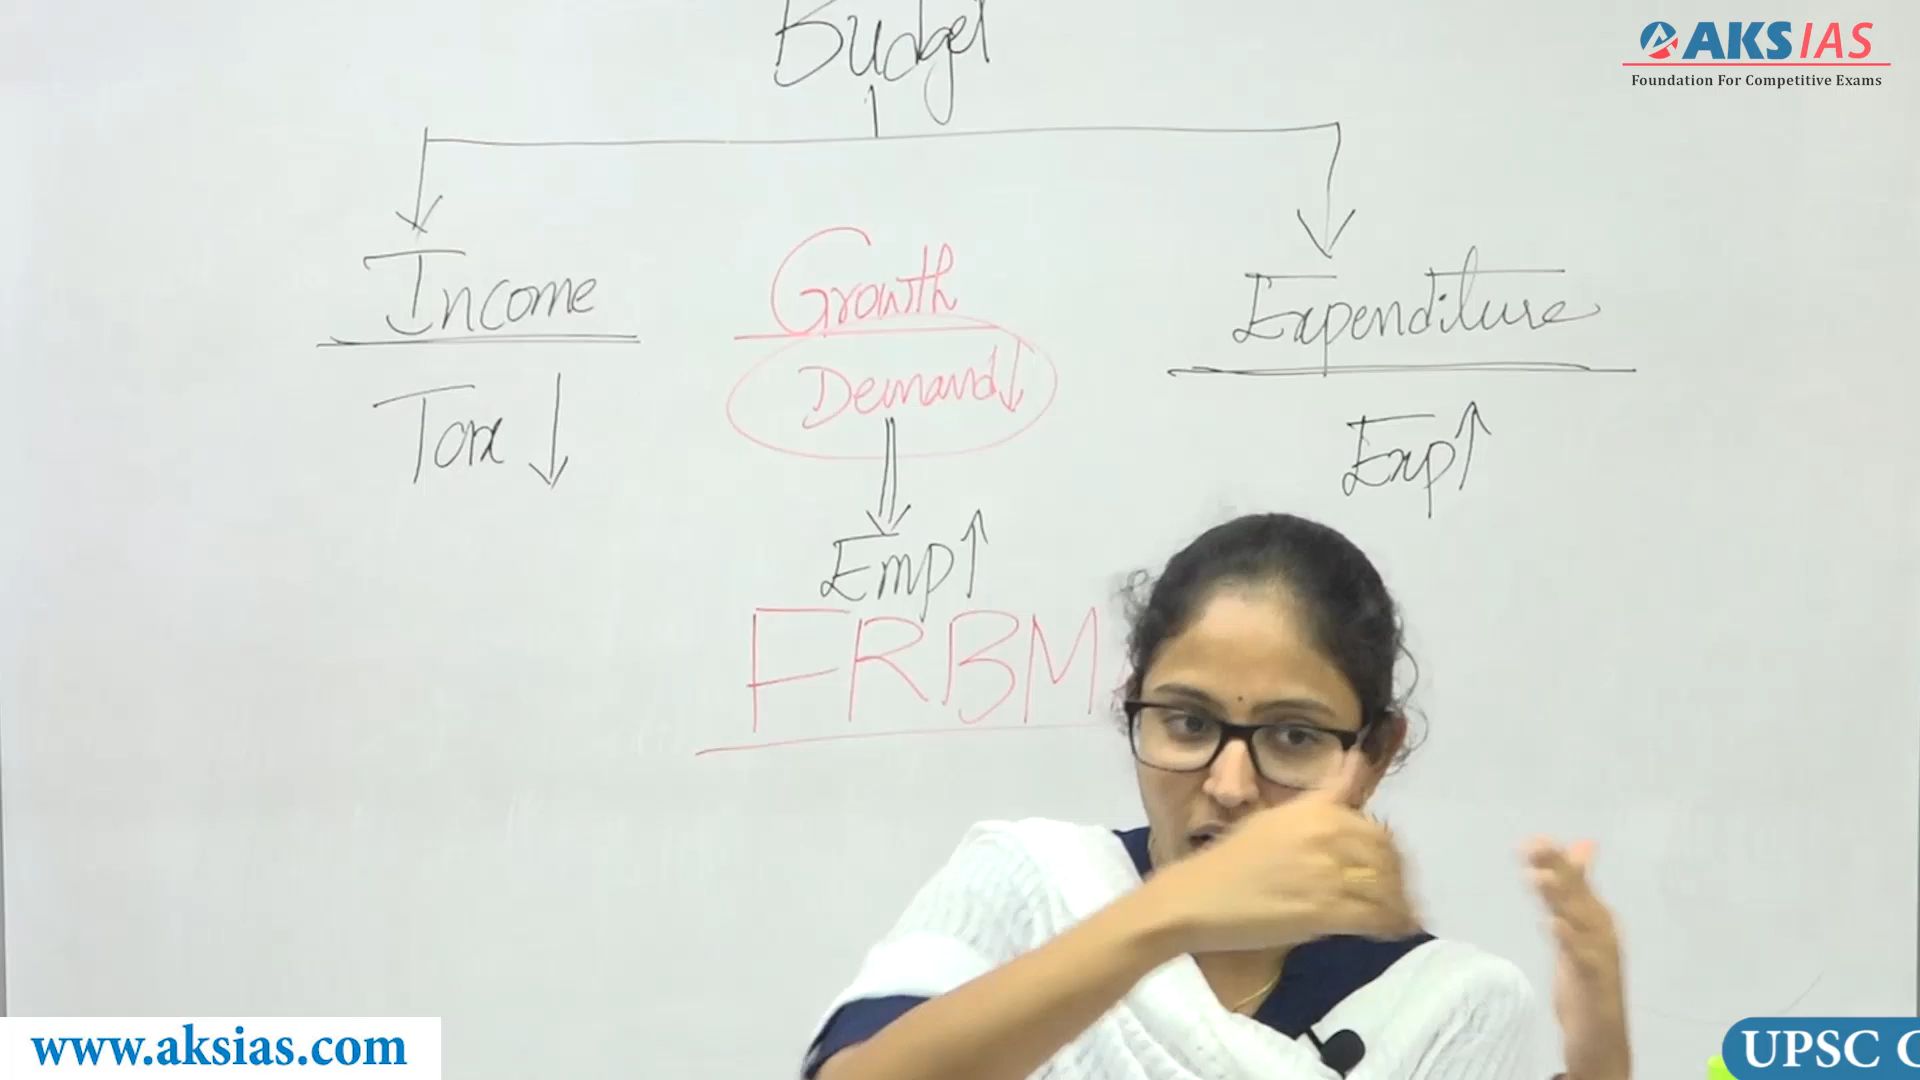 Budget
AKS IAS
Foundation For Competitive Exams
Income Growth Expenditure
Tax ↓ Demand ↓ Exp ↑
Emp ↑
FRBM
www.aksias.com
UPSC C